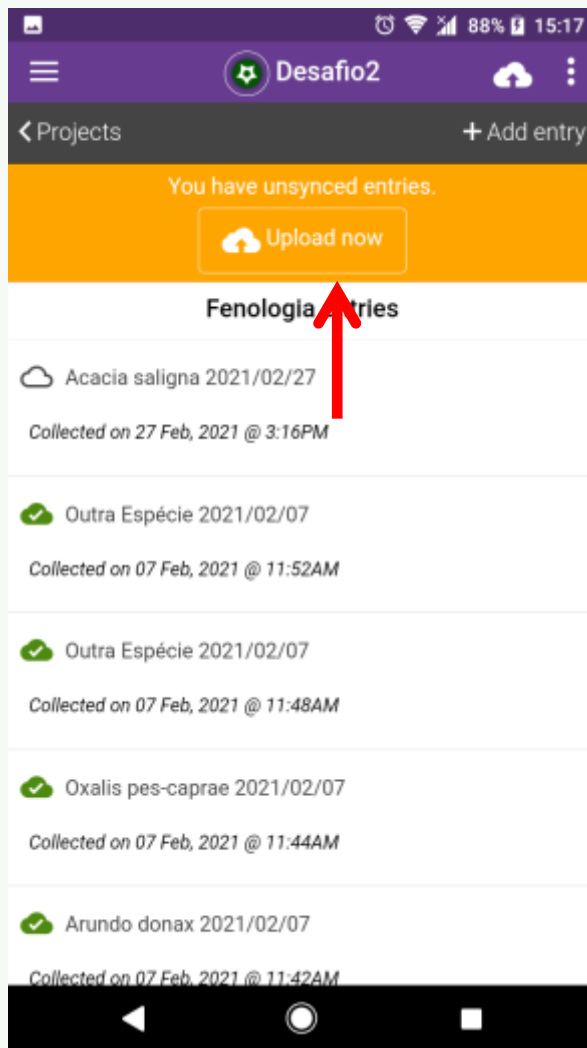 88% 15:17
Desafio2
Projects + Add entry
You have unsynced entries.
Upload now
Fenologia entries
Acacia saligna 2021/02/27
Collected on 27 Feb, 2021 @ 3:16PM
Outra Espécie 2021/02/07
Collected on 07 Feb, 2021 @ 11:52AM
Outra Espécie 2021/02/07
Collected on 07 Feb, 2021 @ 11:48AM
Oxalis pes-caprae 2021/02/07
Collected on 07 Feb, 2021 @ 11:44AM
Arundo donax 2021/02/07
Collected on 07 Feb, 2021 @ 11:42AM